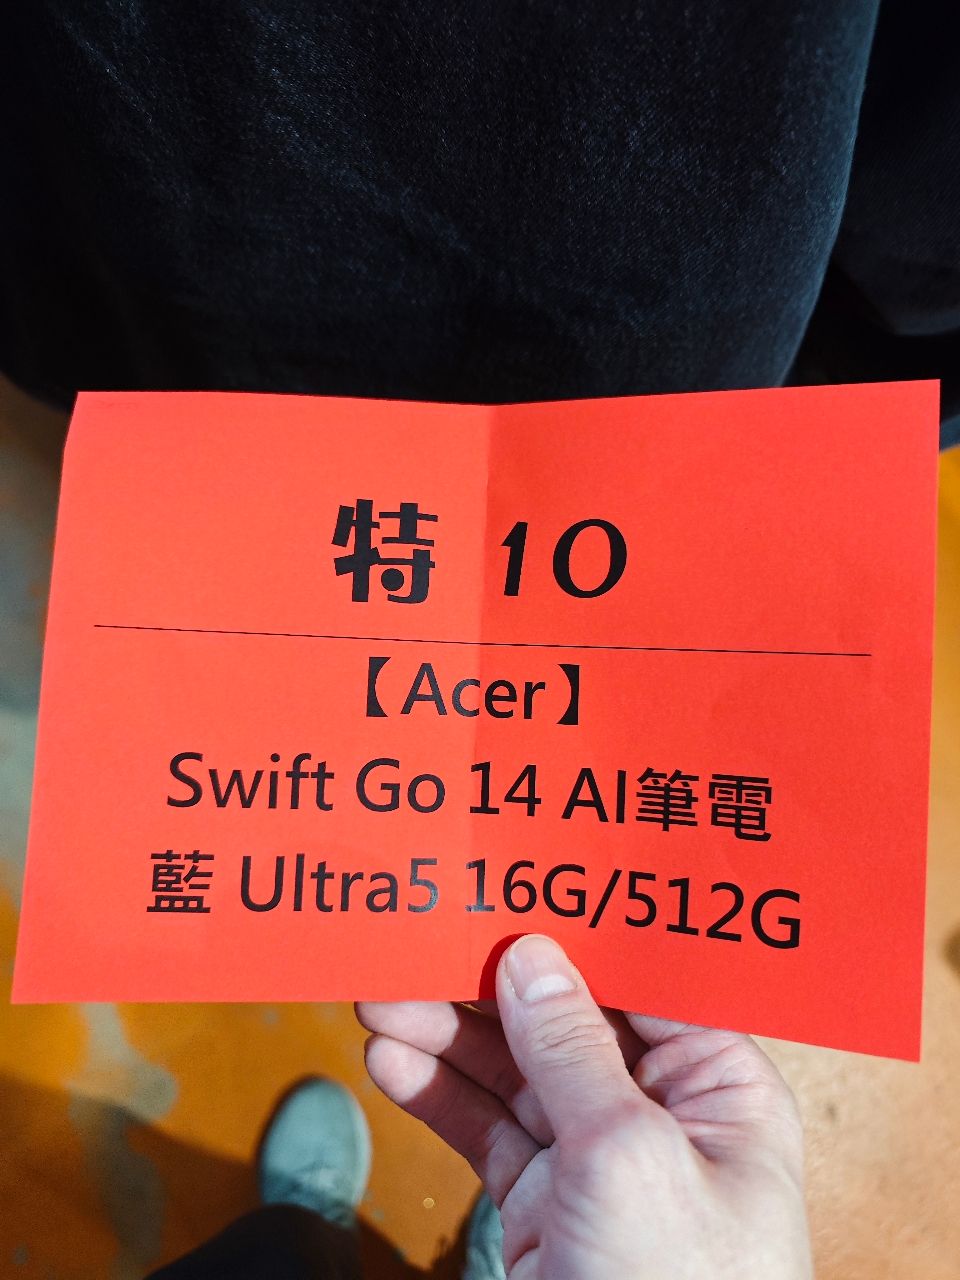 特 10
【Acer】
Swift Go 14 AI筆電
藍 Ultra5 16G/512G